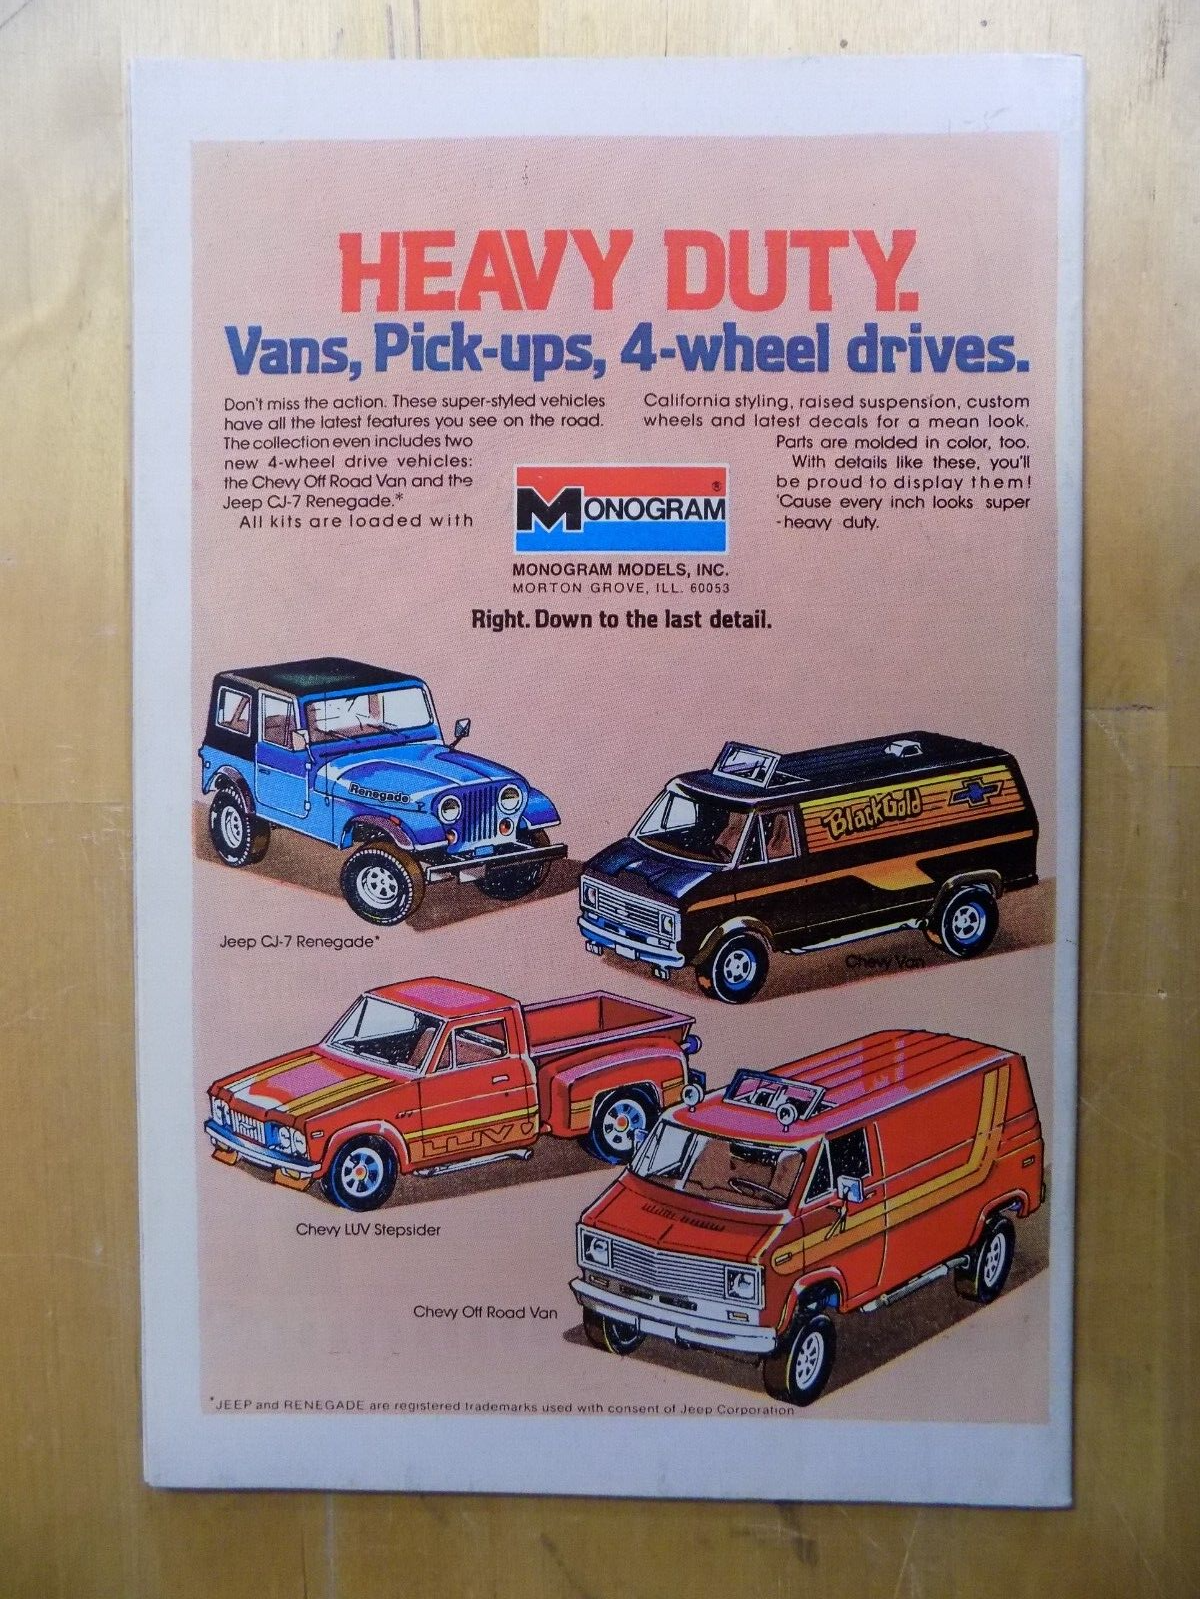 HEAVY DUTY.
Vans, Pick-ups, 4-wheel drives.
Don't miss the action. These super-styled vehicles
have all the latest features you see on the road.
The collection even includes two
new 4-wheel drive vehicles:
the Chevy Off Road Van and the
Jeep CJ-7 Renegade.*
All kits are loaded with
California styling, raised suspension, custom
wheels and latest decals for a mean look.
Parts are molded in color, too.
With details like these, you'll
be proud to display them!
'Cause every inch looks super
-heavy duty.
MONOGRAM®
MONOGRAM MODELS, INC.
MORTON GROVE, ILL. 60053
Right. Down to the last detail.
Renegade
Jeep CJ-7 Renegade*
Black Gold
Chevy Van
LUV
LUV
Chevy LUV Stepsider
Chevy Off Road Van
*JEEP and RENEGADE are registered trademarks used with consent of Jeep Corporation